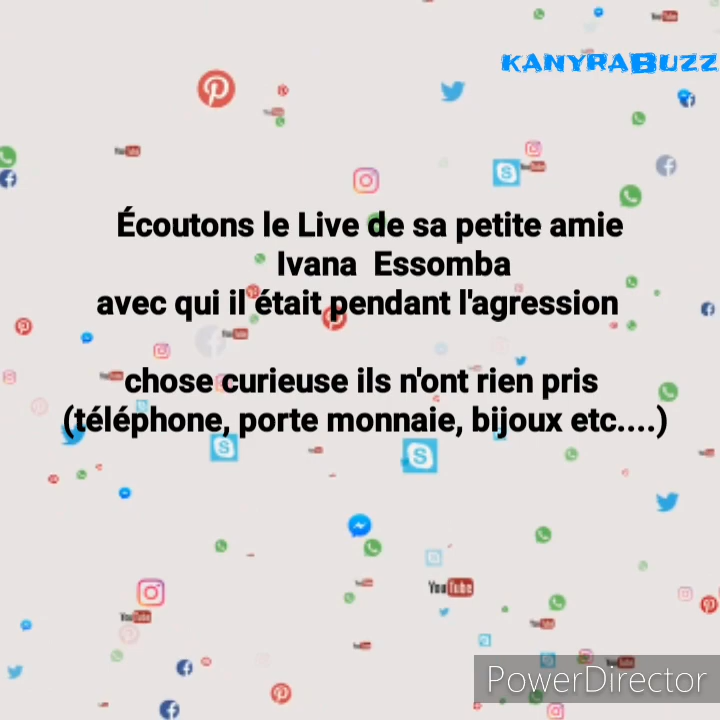 KANYRABUZZ
Écoutons le Live de sa petite amie
Ivana Essomba
avec qui il était pendant l'agression
chose curieuse ils n'ont rien pris
(téléphone, porte monnaie, bijoux etc....)
YouTube
PowerDirector